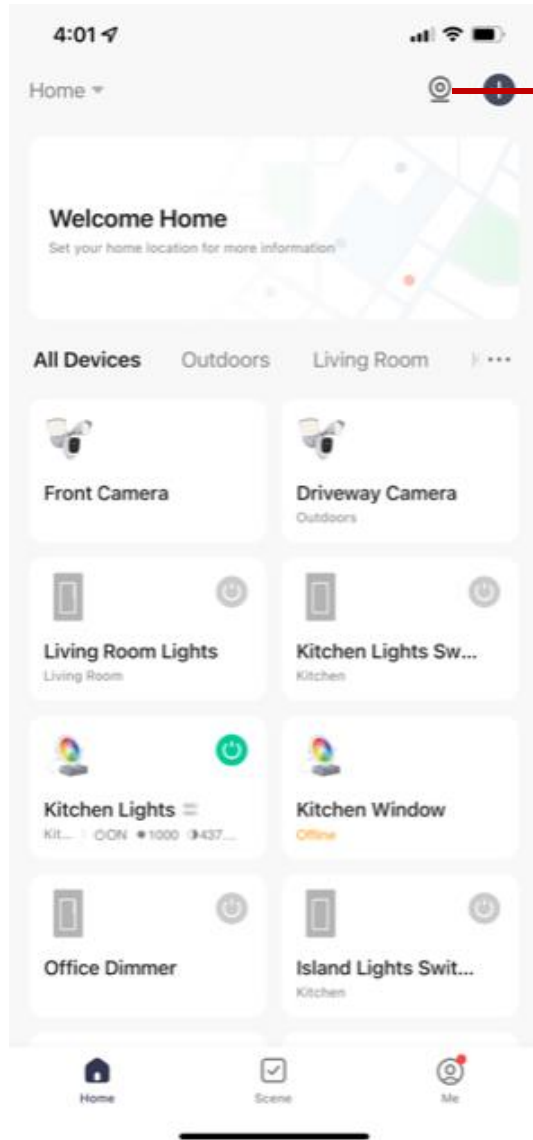 4:01
Home
Welcome Home
Set your home location for more information
All Devices Outdoors Living Room
Front Camera
Driveway Camera
Outdoors
Living Room Lights
Living Room
Kitchen Lights Sw...
Kitchen
Kitchen Lights
Kit... ON 1000 437...
Kitchen Window
Offline
Office Dimmer
Island Lights Swit...
Kitchen
Home Scene Me